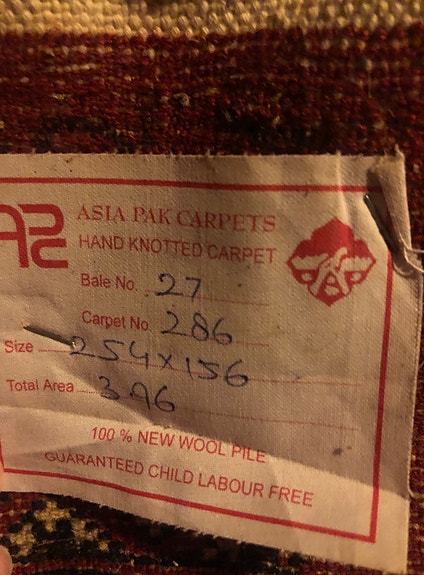 APC
ASIA PAK CARPETS
HAND KNOTTED CARPET
Bale No. 27
Carpet No. 286
Size 254x156
Total Area 3.96
100 % NEW WOOL PILE
GUARANTEED CHILD LABOUR FREE